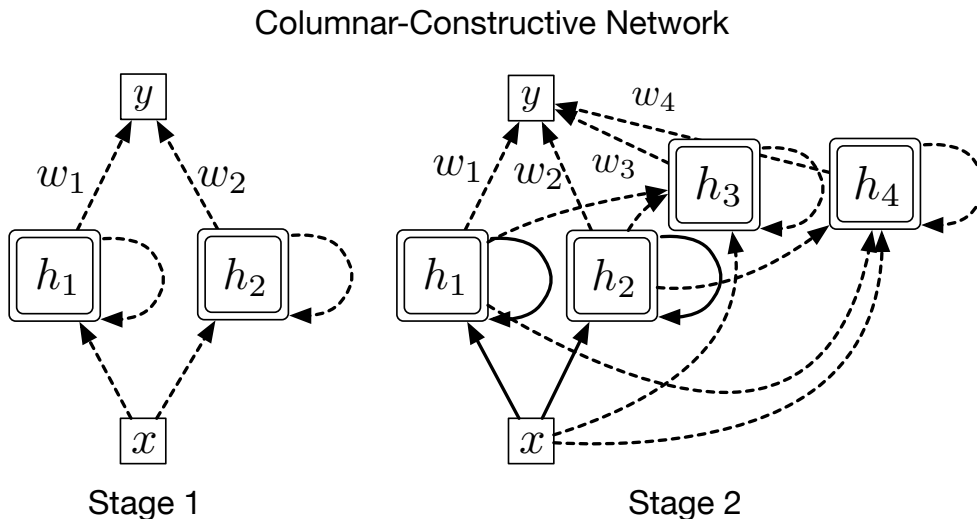 Columnar-Constructive Network
y
w1
w2
h1
h2
x
Stage 1
y
w4
w1
w2
w3
h3
h4
h1
h2
x
Stage 2